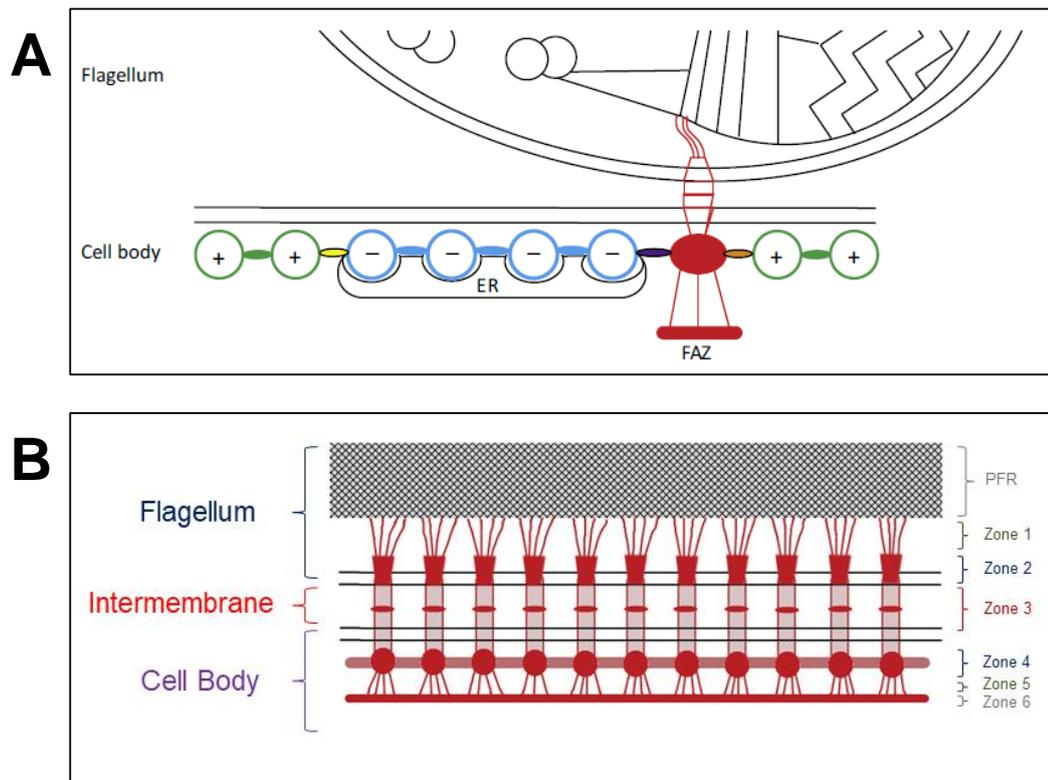 A
Flagellum
Cell body
+ + − − − − + +
ER
FAZ
B
Flagellum
Intermembrane
Cell Body
PFR
Zone 1
Zone 2
Zone 3
Zone 4
Zone 5
Zone 6